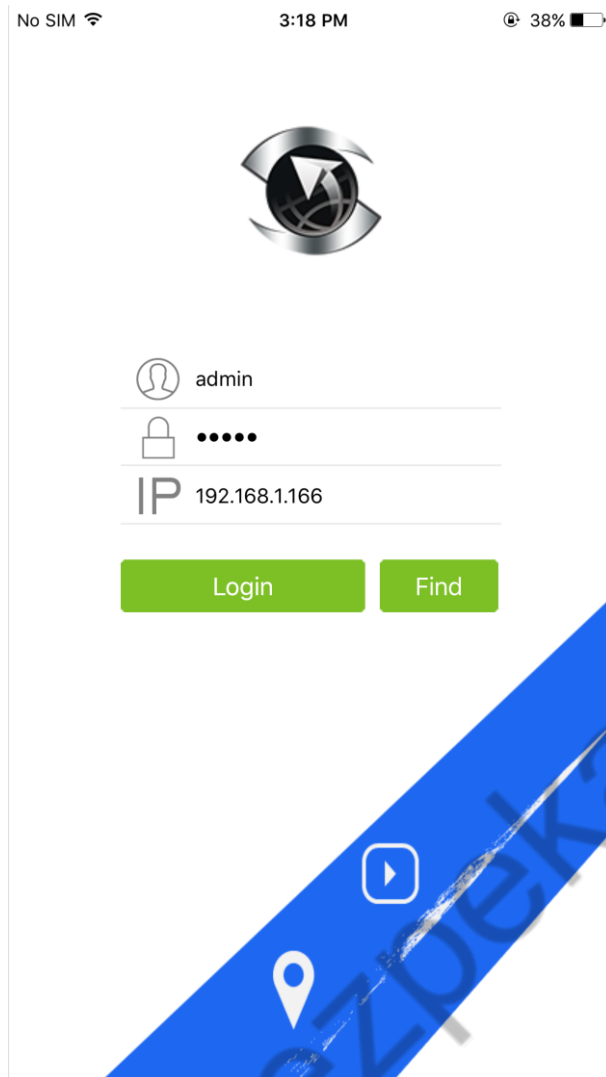 No SIM 3:18 PM 38%
admin
•••••
IP 192.168.1.166
Login Find